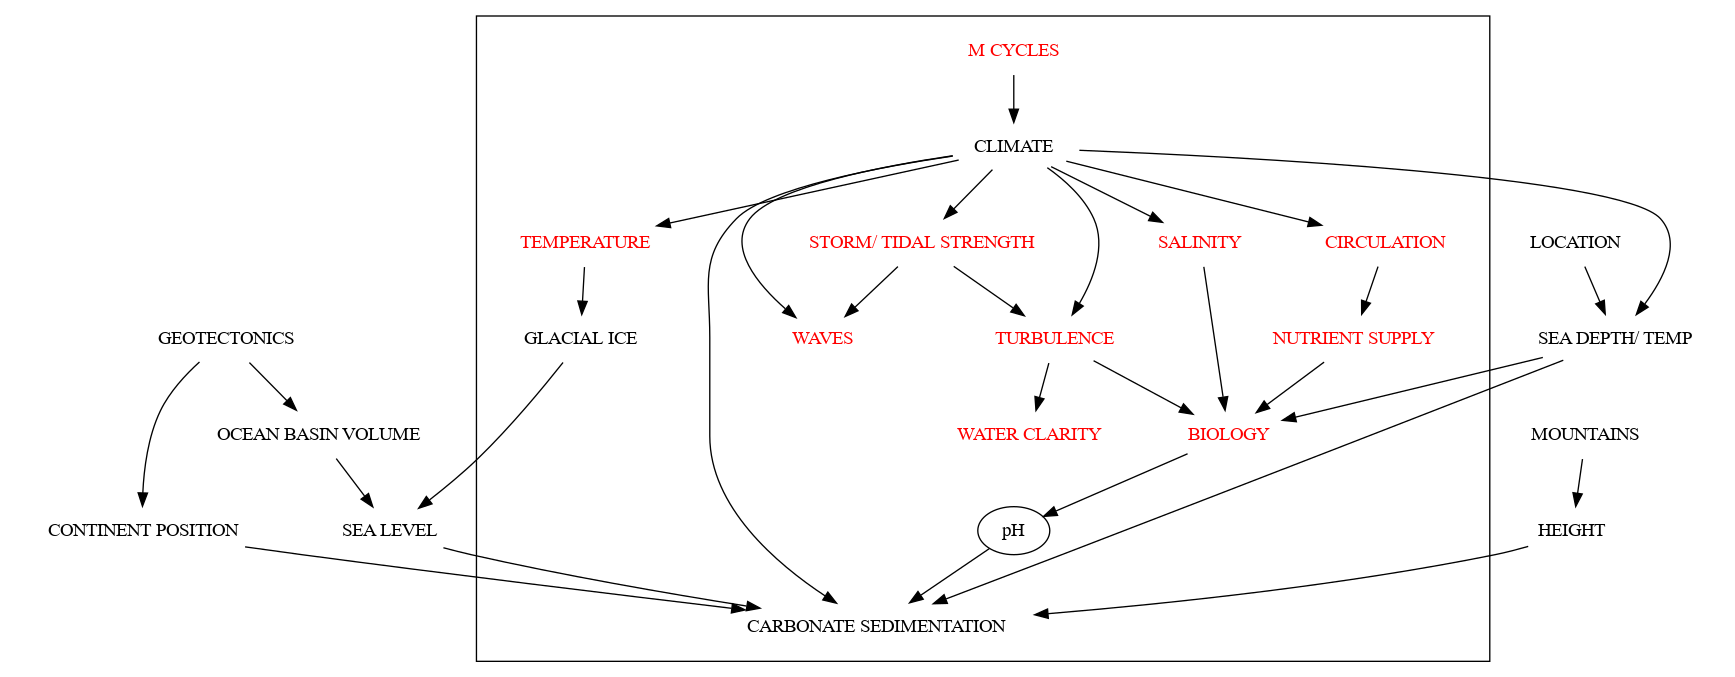 M CYCLES
CLIMATE
TEMPERATURE
STORM/ TIDAL STRENGTH
SALINITY
CIRCULATION
LOCATION
GEOTECTONICS
GLACIAL ICE
WAVES
TURBULENCE
NUTRIENT SUPPLY
SEA DEPTH/ TEMP
OCEAN BASIN VOLUME
WATER CLARITY
BIOLOGY
MOUNTAINS
CONTINENT POSITION
SEA LEVEL
pH
HEIGHT
CARBONATE SEDIMENTATION